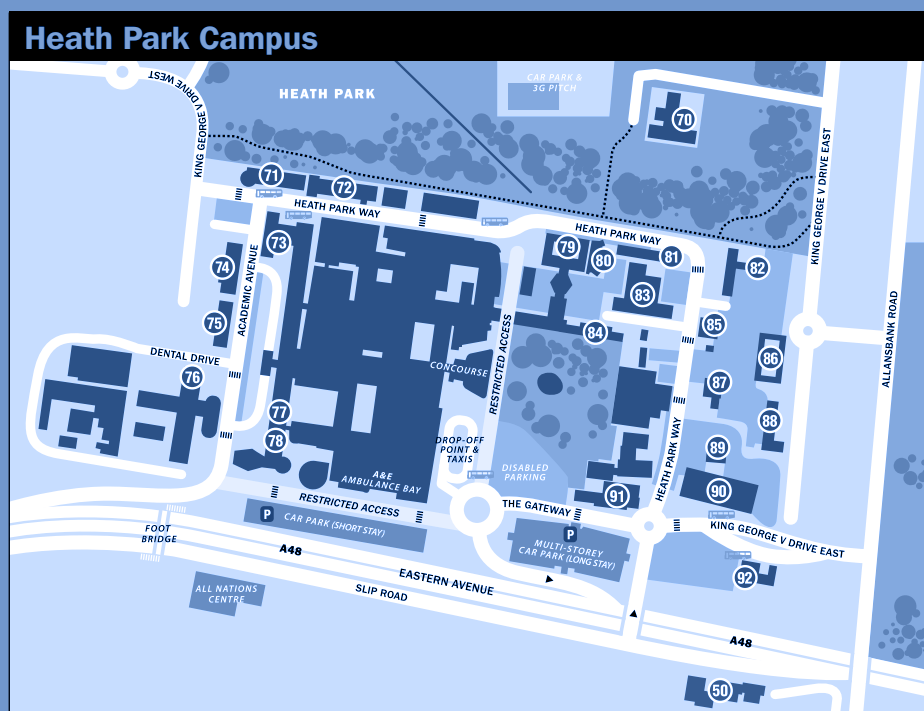 Heath Park Campus
KING GEORGE V DRIVE WEST
HEATH PARK
CAR PARK &
3G PITCH
70
KING GEORGE V DRIVE EAST
71
72
HEATH PARK WAY
HEATH PARK WAY
73
74
75
ACADEMIC AVENUE
79
80
81
82
83
84
85
86
87
88
89
90
91
92
KING GEORGE V DRIVE EAST
ALLANSBANK ROAD
DENTAL DRIVE
76
77
78
CONCOURSE
RESTRICTED ACCESS
DROP-OFF
POINT &
TAXIS
A&E
AMBULANCE BAY
DISABLED
PARKING
HEATH PARK WAY
RESTRICTED ACCESS
THE GATEWAY
P
CAR PARK (SHORT STAY)
P
MULTI-STOREY
CAR PARK (LONG STAY)
KING GEORGE V DRIVE EAST
FOOT
BRIDGE
A48
EASTERN AVENUE
SLIP ROAD
ALL NATIONS
CENTRE
A48
50